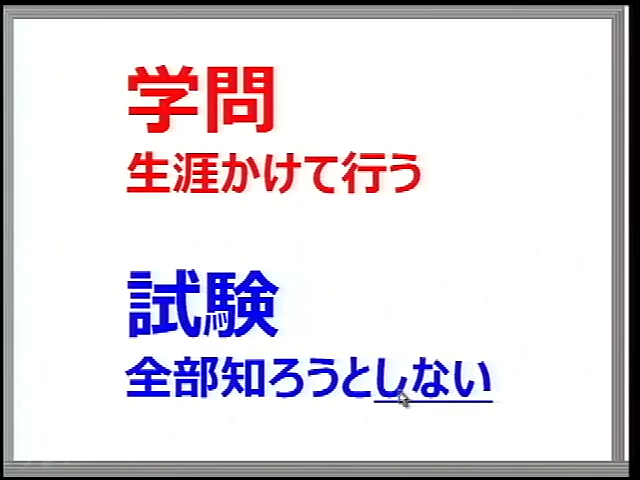 学問
生涯かけて行う
試験
全部知ろうとしない